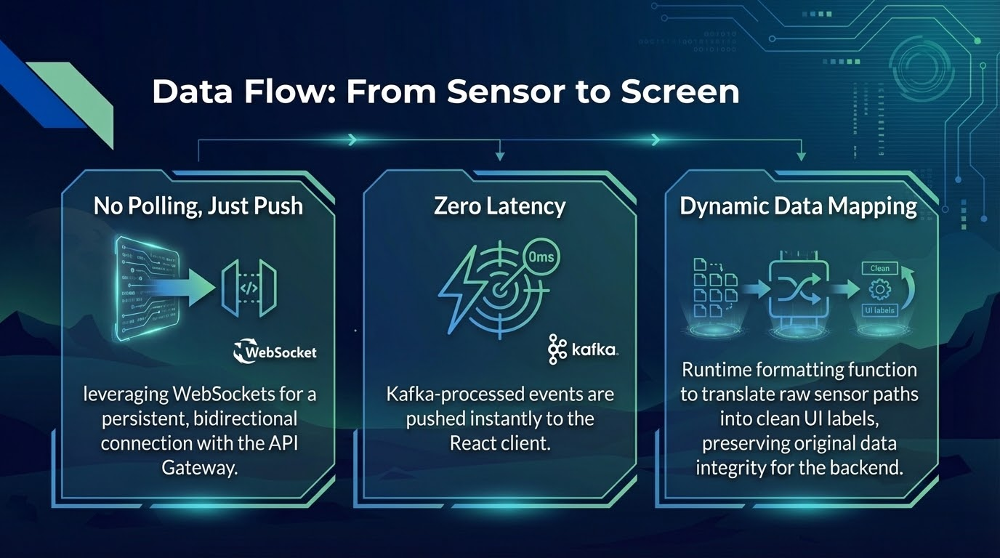 Data Flow: From Sensor to Screen
No Polling, Just Push
WebSocket
leveraging WebSockets for a
persistent, bidirectional
connection with the API
Gateway.
Zero Latency
0ms
kafka
Kafka-processed events are
pushed instantly to the
React client.
Dynamic Data Mapping
Clean
UI labels
Runtime formatting function
to translate raw sensor paths
into clean UI labels,
preserving original data
integrity for the backend.